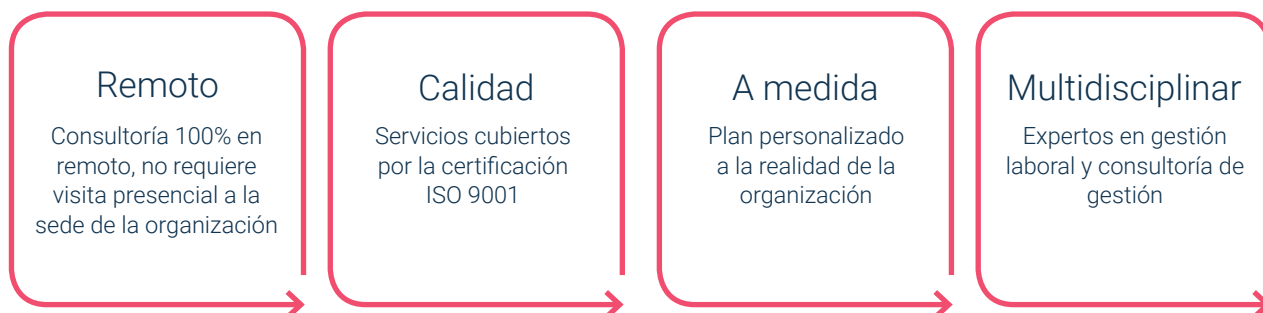 Remoto
Consultoría 100% en
remoto, no requiere
visita presencial a la
sede de la organización
Calidad
Servicios cubiertos
por la certificación
ISO 9001
A medida
Plan personalizado
a la realidad de la
organización
Multidisciplinar
Expertos en gestión
laboral y consultoría de
gestión